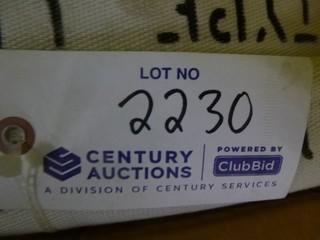 LOT NO
2230
CENTURY AUCTIONS
POWERED BY
ClubBid
A DIVISION OF CENTURY SERVICES